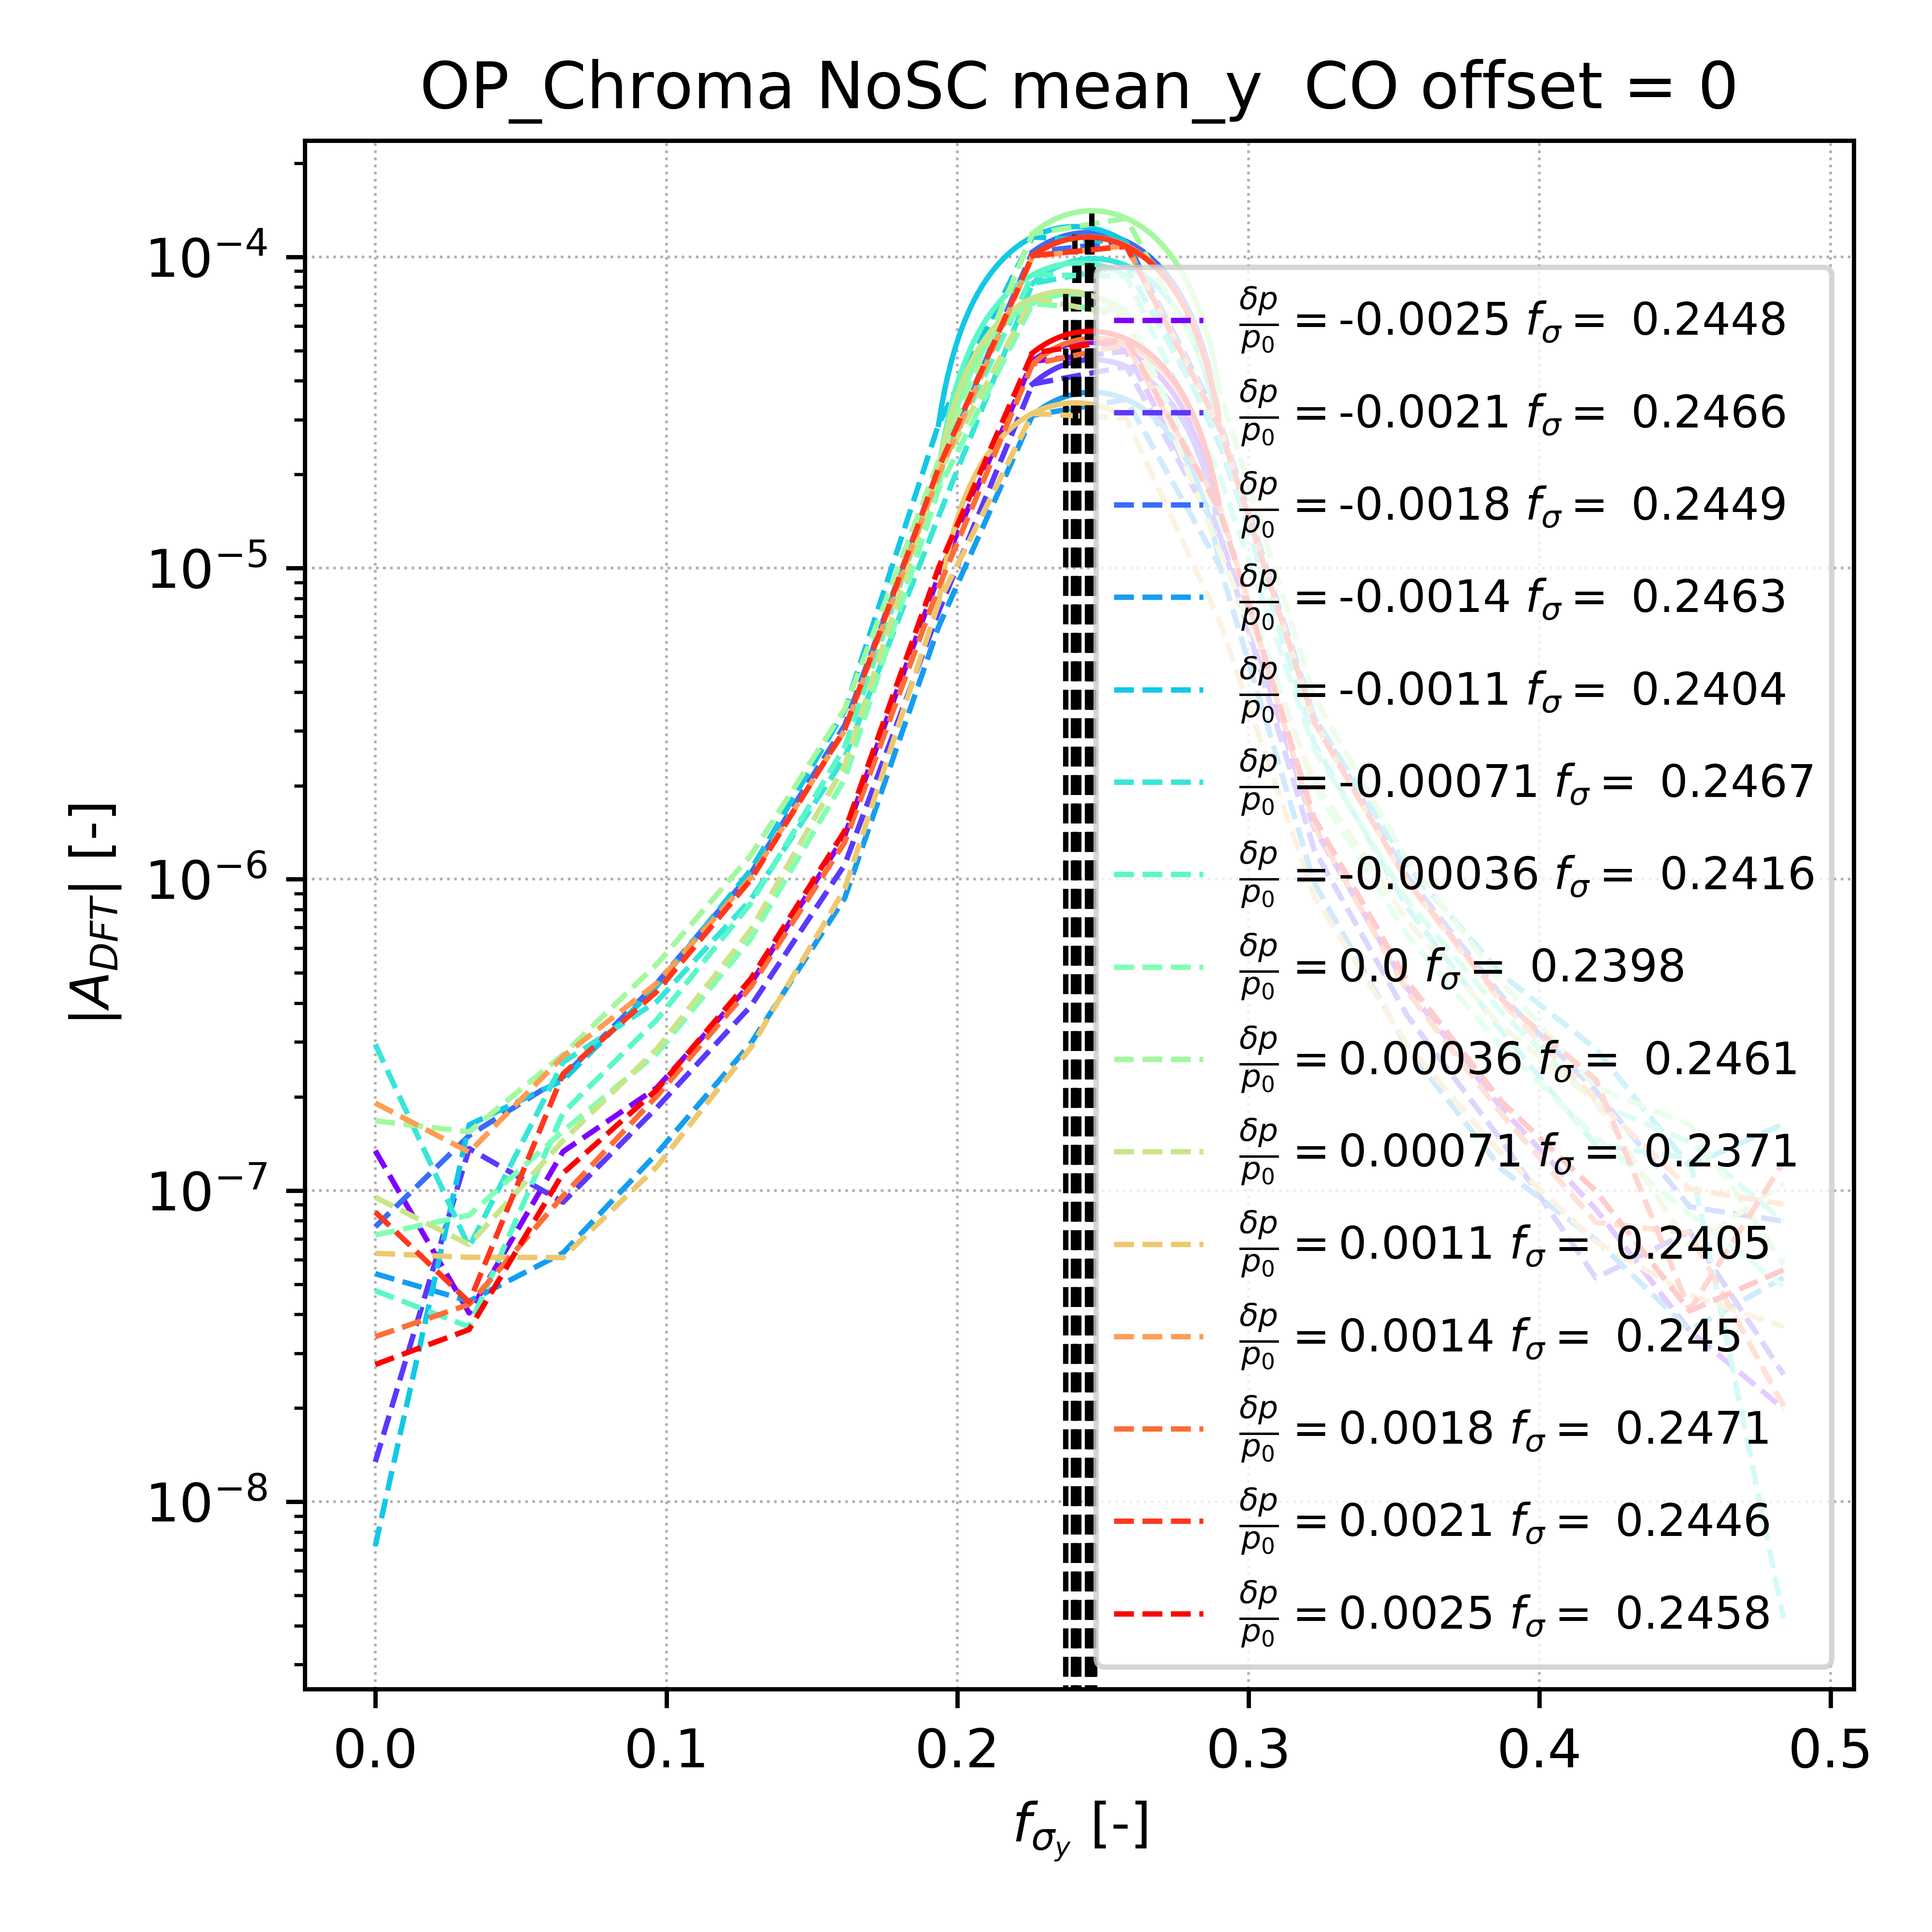 OP_Chroma NoSC mean_y  CO offset = 0
|A_DFT| [-]
10^−4
10^−5
10^−6
10^−7
10^−8
δp/p₀ = -0.0025 f_σ = 0.2448
δp/p₀ = -0.0021 f_σ = 0.2466
δp/p₀ = -0.0018 f_σ = 0.2449
δp/p₀ = -0.0014 f_σ = 0.2463
δp/p₀ = -0.0011 f_σ = 0.2404
δp/p₀ = -0.00071 f_σ = 0.2467
δp/p₀ = -0.00036 f_σ = 0.2416
δp/p₀ = 0.0 f_σ = 0.2398
δp/p₀ = 0.00036 f_σ = 0.2461
δp/p₀ = 0.00071 f_σ = 0.2371
δp/p₀ = 0.0011 f_σ = 0.2405
δp/p₀ = 0.0014 f_σ = 0.245
δp/p₀ = 0.0018 f_σ = 0.2471
δp/p₀ = 0.0021 f_σ = 0.2446
δp/p₀ = 0.0025 f_σ = 0.2458
0.0 0.1 0.2 0.3 0.4 0.5
f_σ_y [-]